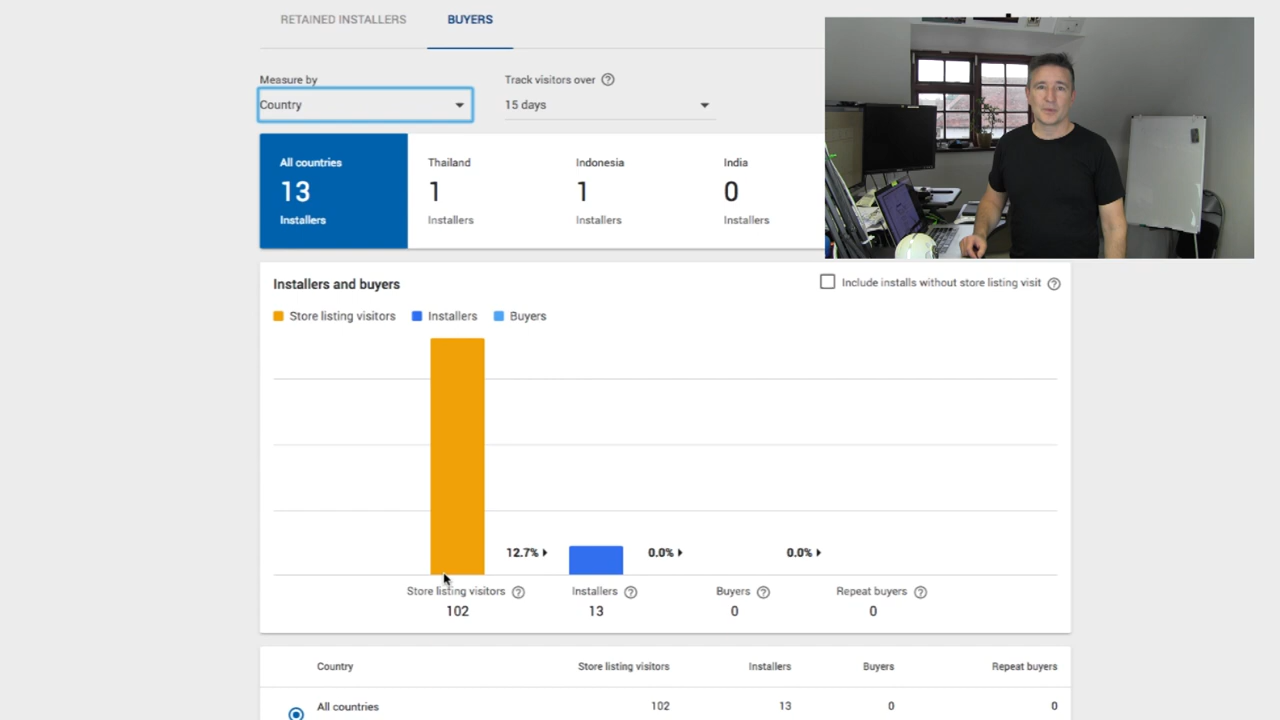 RETAINED INSTALLERS BUYERS
Measure by Track visitors over
Country 15 days
All countries Thailand Indonesia India
13 1 1 0
Installers Installers Installers Installers
Installers and buyers Include installs without store listing visit
Store listing visitors Installers Buyers
12.7% 0.0% 0.0%
Store listing visitors Installers Buyers Repeat buyers
102 13 0 0
Country Store listing visitors Installers Buyers Repeat buyers
All countries 102 13 0 0